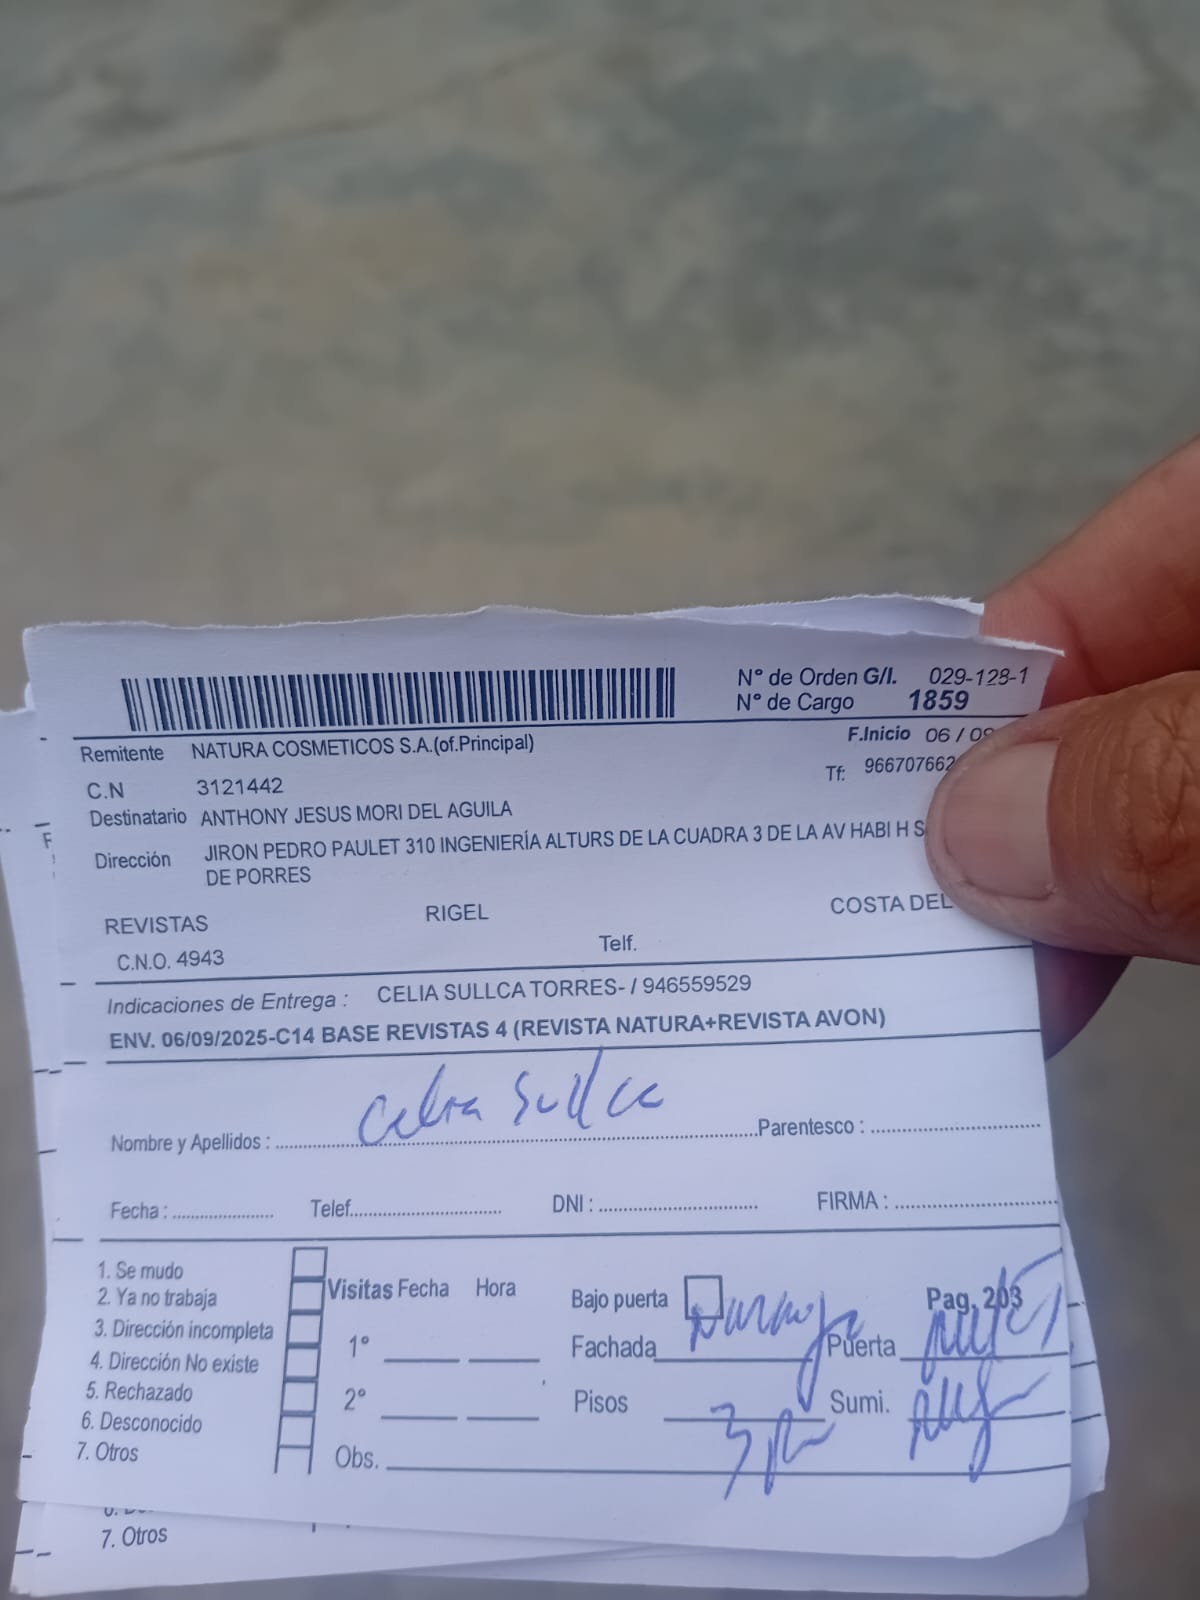 N° de Orden G/I. 029-128-1
N° de Cargo 1859
Remitente NATURA COSMETICOS S.A.(of.Principal) F.Inicio 06 / 09
C.N 3121442 Tf: 966707662
Destinatario ANTHONY JESUS MORI DEL AGUILA
Dirección JIRON PEDRO PAULET 310 INGENIERÍA ALTURS DE LA CUADRA 3 DE LA AV HABI H S
DE PORRES
REVISTAS RIGEL COSTA DEL
C.N.O. 4943 Telf.
Indicaciones de Entrega : CELIA SULLCA TORRES- / 946559529
ENV. 06/09/2025-C14 BASE REVISTAS 4 (REVISTA NATURA+REVISTA AVON)
Nombre y Apellidos : Celia Sullca Parentesco :
Fecha : Telef. DNI : FIRMA :
1. Se mudo
2. Ya no trabaja
3. Dirección incompleta
4. Dirección No existe
5. Rechazado
6. Desconocido
7. Otros
Visitas Fecha Hora
1°
2°
Obs.
Bajo puerta Pag. 203
Fachada Naranja Puerta
Pisos 3 Sumi.
7. Otros